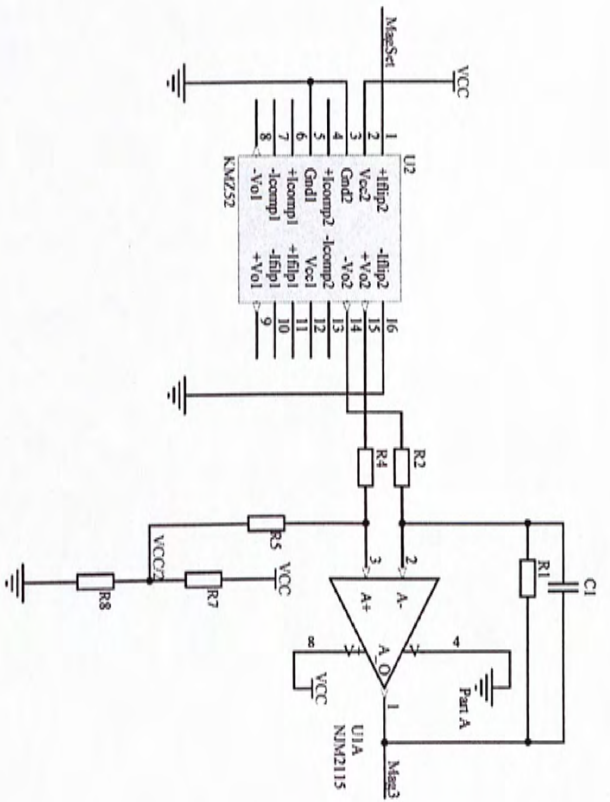 MagSet
VCC
U2
KMZ52
1
2
3
4
5
6
7
8
+Iflip2
Vcc2
Gnd2
+Icomp2
Gnd1
+Icomp1
-Icomp1
-Vo1
-Iflip2
+Vo2
-Vo2
-Icomp2
Vcc1
+Ifilp1
-Ifilp1
+Vo1
16
15
14
13
12
11
10
9
R2
R4
R5
R7
R8
VCC
VCC/2
R1
C1
2
3
A-
A+
A_O
4
8
1
Part A
VCC
U1A
NJM2115
Mag3